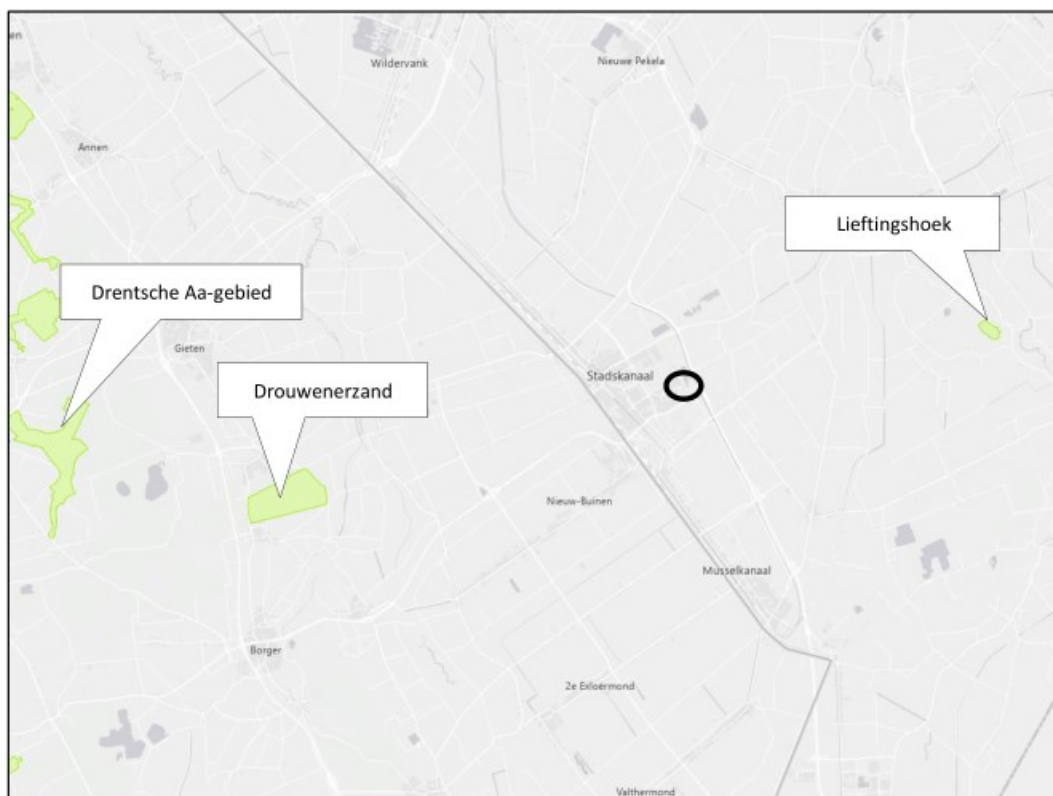 Wildervank
Nieuwe Pekela
Annen
Lieftingshoek
Drentsche Aa-gebied
Gieten
Stadskanaal
Drouwenerzand
Nieuw-Buinen
Musselkanaal
Borger
2e Exloërmond
Valthermond